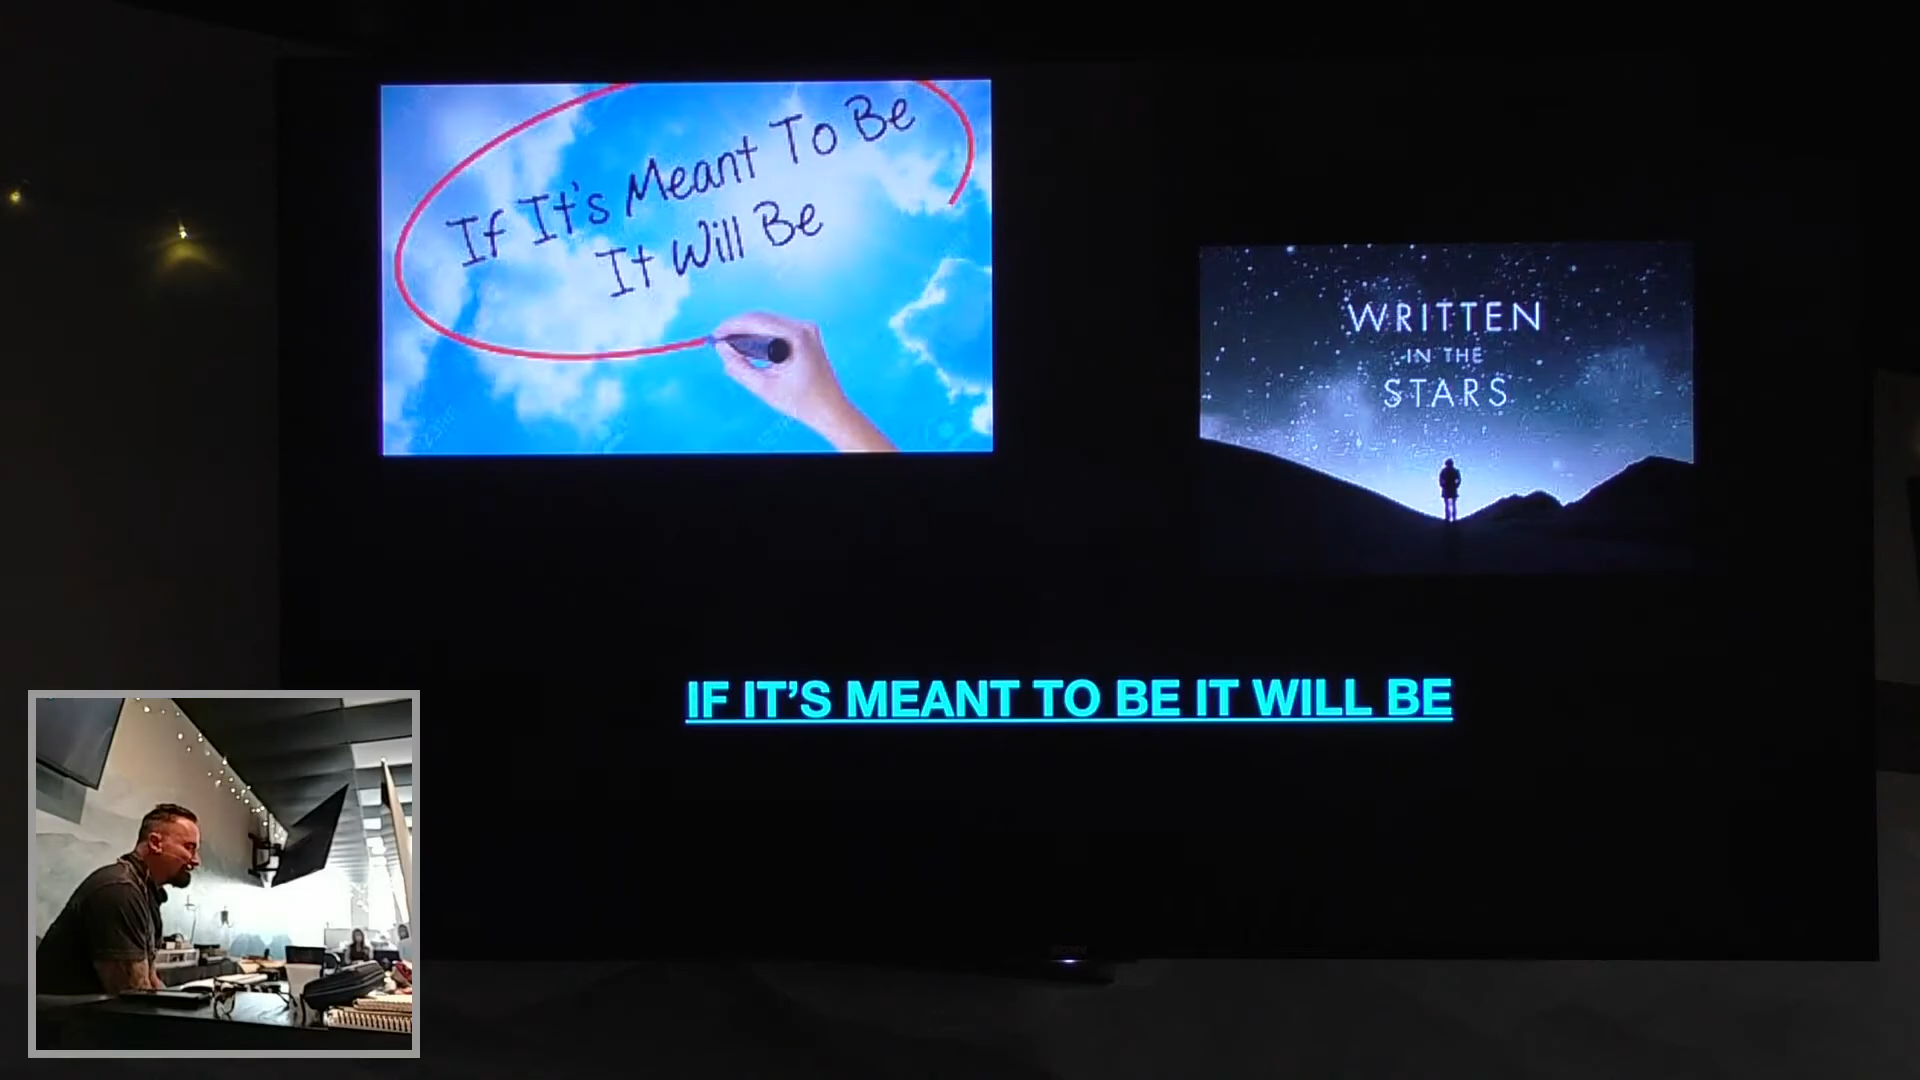 If It's Meant To Be
It Will Be
WRITTEN
IN THE
STARS
IF IT'S MEANT TO BE IT WILL BE